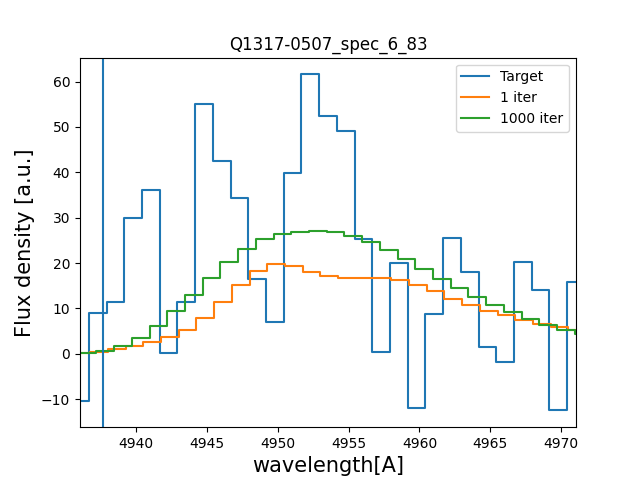 Q1317-0507_spec_6_83
Target
1 iter
1000 iter
Flux density [a.u.]
60
50
40
30
20
10
0
−10
4940 4945 4950 4955 4960 4965 4970
wavelength[A]